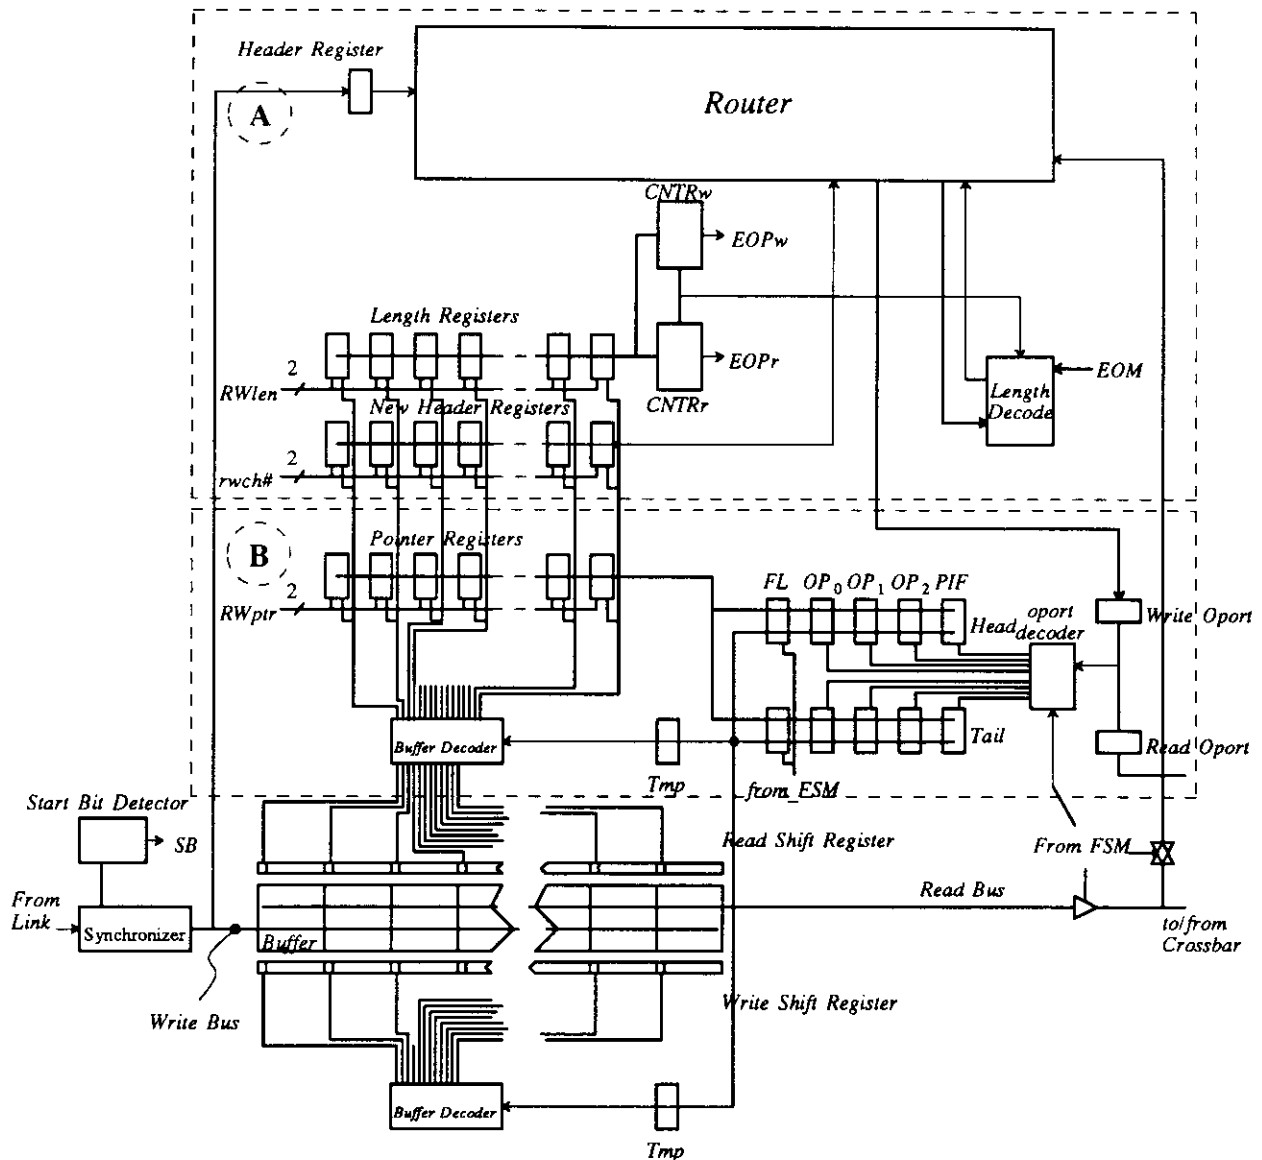 Header Register
A
Router
CNTRw
EOPw
Length Registers
EOPr
2
RWlen
CNTRr
EOM
Length
Decode
New Header Registers
2
rwch#
B
Pointer Registers
2
RWptr
FL OP0 OP1 OP2 PIF
Head
oport
decoder
Write Oport
Tail
Read Oport
Buffer Decoder
Tmp
from ESM
Start Bit Detector
SB
Read Shift Register
From FSM
From
Link
Synchronizer
Read Bus
to/from
Crossbar
Buffer
Write Bus
Write Shift Register
Buffer Decoder
Tmp